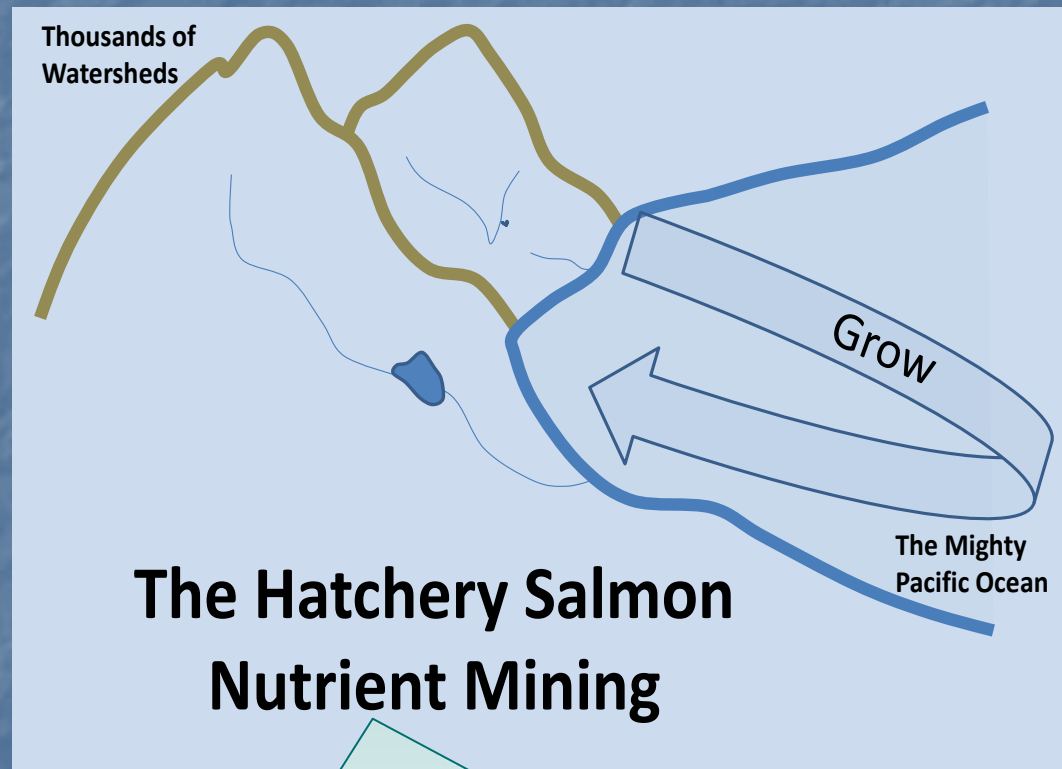 Thousands of
Watersheds
Grow
The Mighty
Pacific Ocean
The Hatchery Salmon
Nutrient Mining